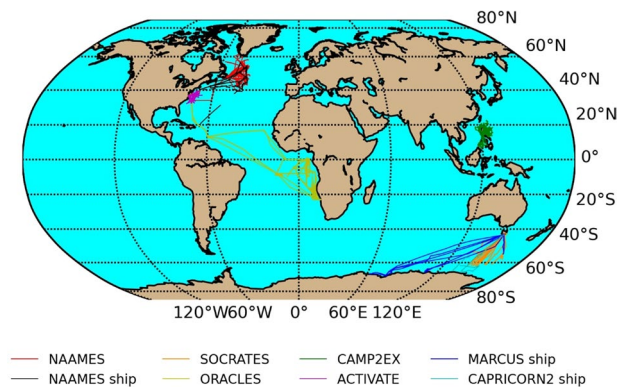 80°N
60°N
40°N
20°N
0°
20°S
40°S
60°S
80°S
120°W 60°W 0° 60°E 120°E
NAAMES SOCRATES CAMP2EX MARCUS ship
NAAMES ship ORACLES ACTIVATE CAPRICORN2 ship